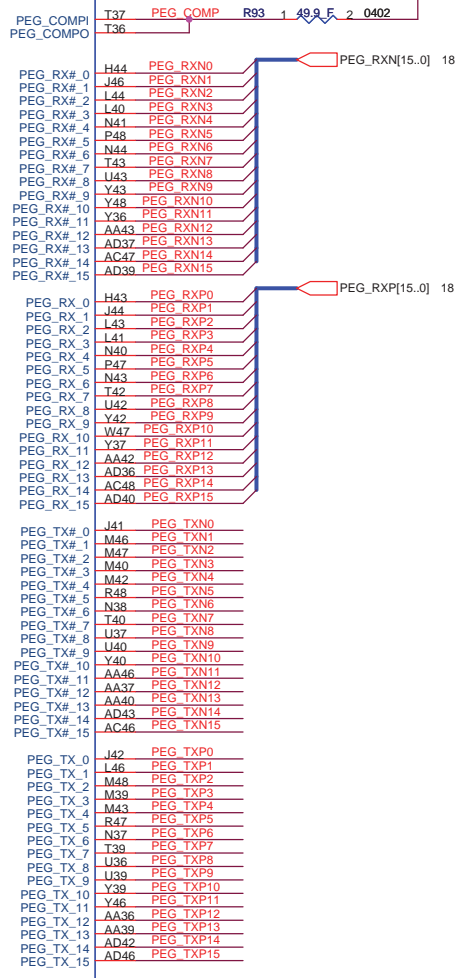 PEG_COMPI T37 PEG_COMP R93 1 49.9_F 2 0402
PEG_COMPO T36
PEG_RXN[15..0] 18
PEG_RX#_0 H44 PEG_RXN0
PEG_RX#_1 J46 PEG_RXN1
PEG_RX#_2 L44 PEG_RXN2
PEG_RX#_3 L40 PEG_RXN3
PEG_RX#_4 N41 PEG_RXN4
PEG_RX#_5 P48 PEG_RXN5
PEG_RX#_6 N44 PEG_RXN6
PEG_RX#_7 T43 PEG_RXN7
PEG_RX#_8 U43 PEG_RXN8
PEG_RX#_9 Y43 PEG_RXN9
PEG_RX#_10 Y48 PEG_RXN10
PEG_RX#_11 Y36 PEG_RXN11
PEG_RX#_12 AA43 PEG_RXN12
PEG_RX#_13 AD37 PEG_RXN13
PEG_RX#_14 AC47 PEG_RXN14
PEG_RX#_15 AD39 PEG_RXN15
PEG_RXP[15..0] 18
PEG_RX_0 H43 PEG_RXP0
PEG_RX_1 J44 PEG_RXP1
PEG_RX_2 L43 PEG_RXP2
PEG_RX_3 L41 PEG_RXP3
PEG_RX_4 N40 PEG_RXP4
PEG_RX_5 P47 PEG_RXP5
PEG_RX_6 N43 PEG_RXP6
PEG_RX_7 T42 PEG_RXP7
PEG_RX_8 U42 PEG_RXP8
PEG_RX_9 Y42 PEG_RXP9
PEG_RX_10 W47 PEG_RXP10
PEG_RX_11 Y37 PEG_RXP11
PEG_RX_12 AA42 PEG_RXP12
PEG_RX_13 AD36 PEG_RXP13
PEG_RX_14 AC48 PEG_RXP14
PEG_RX_15 AD40 PEG_RXP15
PEG_TX#_0 J41 PEG_TXN0
PEG_TX#_1 M46 PEG_TXN1
PEG_TX#_2 M47 PEG_TXN2
PEG_TX#_3 M40 PEG_TXN3
PEG_TX#_4 M42 PEG_TXN4
PEG_TX#_5 R48 PEG_TXN5
PEG_TX#_6 N38 PEG_TXN6
PEG_TX#_7 T40 PEG_TXN7
PEG_TX#_8 U37 PEG_TXN8
PEG_TX#_9 U40 PEG_TXN9
PEG_TX#_10 Y40 PEG_TXN10
PEG_TX#_11 AA46 PEG_TXN11
PEG_TX#_12 AA37 PEG_TXN12
PEG_TX#_13 AA40 PEG_TXN13
PEG_TX#_14 AD43 PEG_TXN14
PEG_TX#_15 AC46 PEG_TXN15
PEG_TX_0 J42 PEG_TXP0
PEG_TX_1 L46 PEG_TXP1
PEG_TX_2 M48 PEG_TXP2
PEG_TX_3 M39 PEG_TXP3
PEG_TX_4 M43 PEG_TXP4
PEG_TX_5 R47 PEG_TXP5
PEG_TX_6 N37 PEG_TXP6
PEG_TX_7 T39 PEG_TXP7
PEG_TX_8 U36 PEG_TXP8
PEG_TX_9 U39 PEG_TXP9
PEG_TX_10 Y39 PEG_TXP10
PEG_TX_11 Y46 PEG_TXP11
PEG_TX_12 AA36 PEG_TXP12
PEG_TX_13 AA39 PEG_TXP13
PEG_TX_14 AD42 PEG_TXP14
PEG_TX_15 AD46 PEG_TXP15